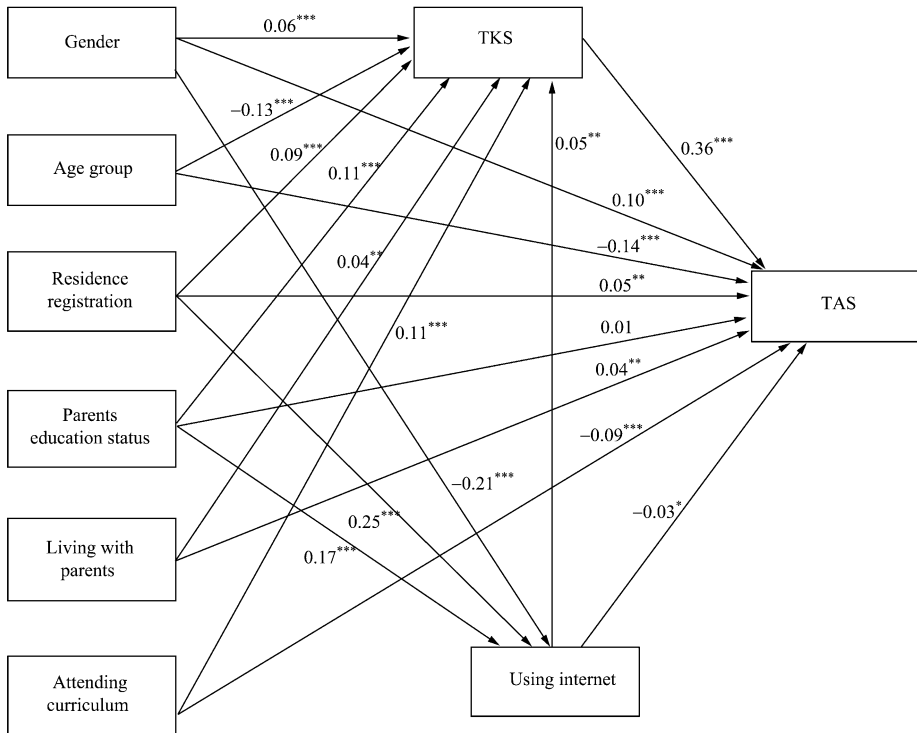 Gender
0.06***
TKS
Age group
−0.13***
0.09***
0.11***
0.05**
0.36***
0.10***
−0.14***
Residence
registration
0.04**
0.05**
TAS
0.11***
0.01
0.04**
Parents
education status
−0.09***
−0.21***
−0.03*
Living with
parents
0.25***
0.17***
Attending
curriculum
Using internet